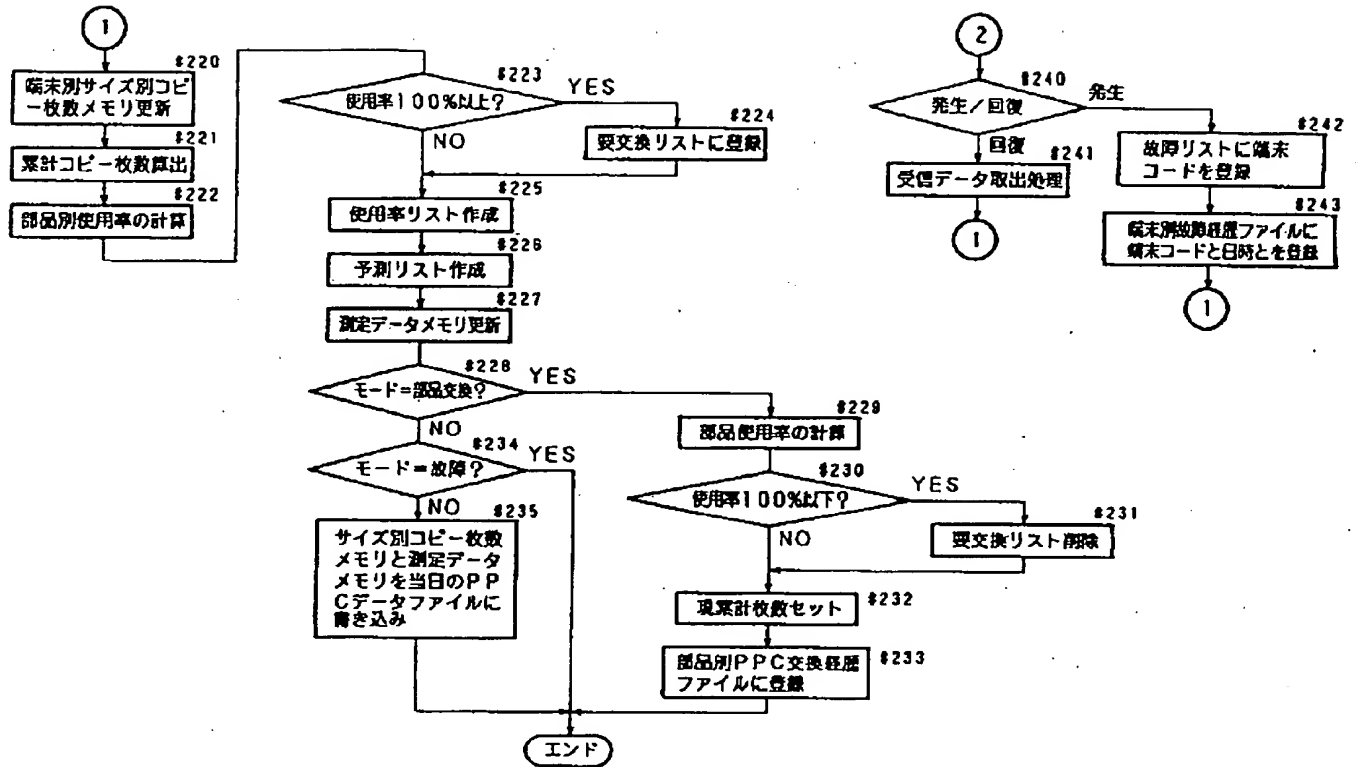 1
#220
端末別サイズ別コピ
ー枚数メモリ更新
#221
累計コピー枚数算出
#222
部品別使用率の計算
#223
使用率100%以上?
YES
NO
#224
要交換リストに登録
#225
使用率リスト作成
#226
予測リスト作成
#227
測定データメモリ更新
#228
モード=部品交換?
YES
NO
#229
部品使用率の計算
#230
使用率100%以下?
YES
NO
#231
要交換リスト削除
#232
現累計枚数セット
#233
部品別PPC交換経歴
ファイルに登録
#234
モード=故障?
YES
NO
#235
サイズ別コピー枚数
メモリと測定データ
メモリを当日のPP
Cデータファイルに
書き込み
エンド
2
#240
発生/回復
発生
回復
#241
受信データ取出処理
1
#242
故障リストに端末
コードを登録
#243
端末別故障経歴ファイルに
端末コードと日時とを登録
1